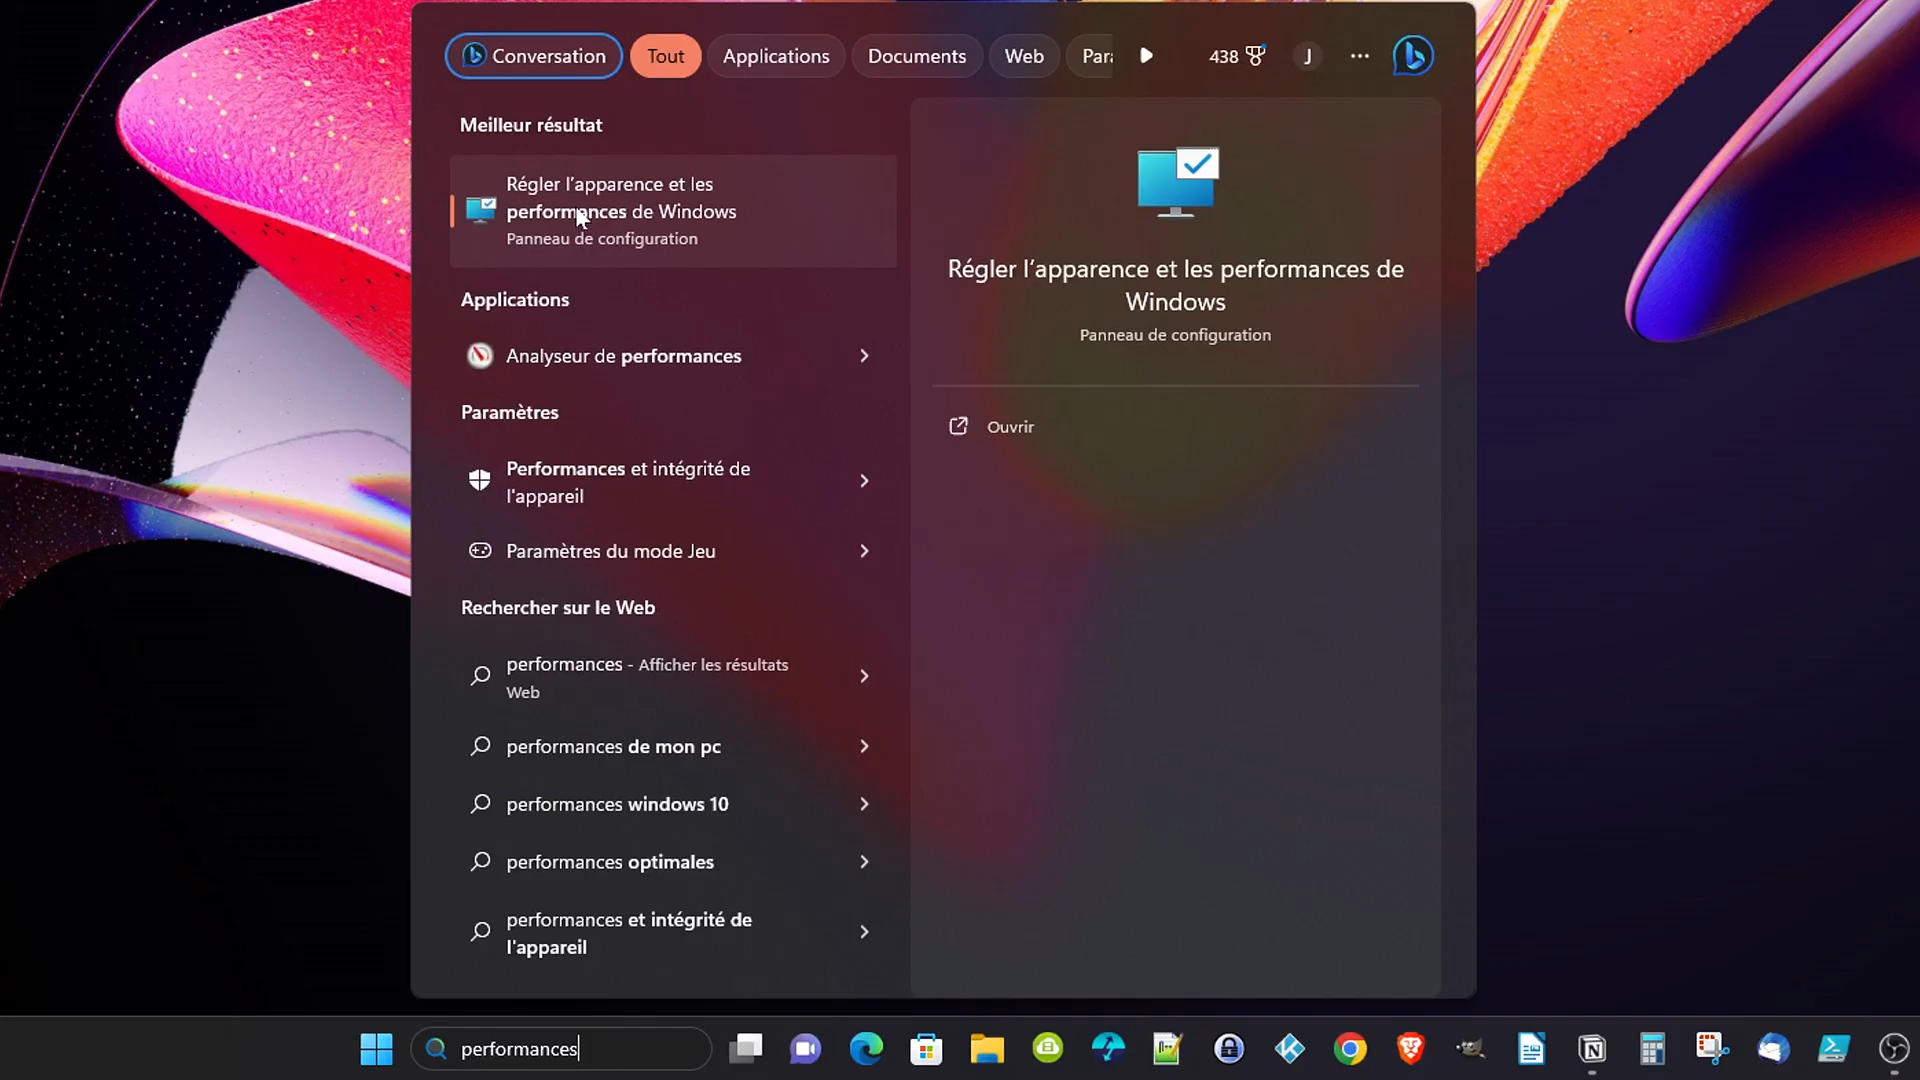 Conversation
Tout
Applications
Documents
Web
Para
438
J
Meilleur résultat
Régler l’apparence et les
performances de Windows
Panneau de configuration
Applications
Analyseur de performances
Paramètres
Performances et intégrité de
l'appareil
Paramètres du mode Jeu
Rechercher sur le Web
performances - Afficher les résultats
Web
performances de mon pc
performances windows 10
performances optimales
performances et intégrité de
l'appareil
Régler l’apparence et les performances de
Windows
Panneau de configuration
Ouvrir
performances